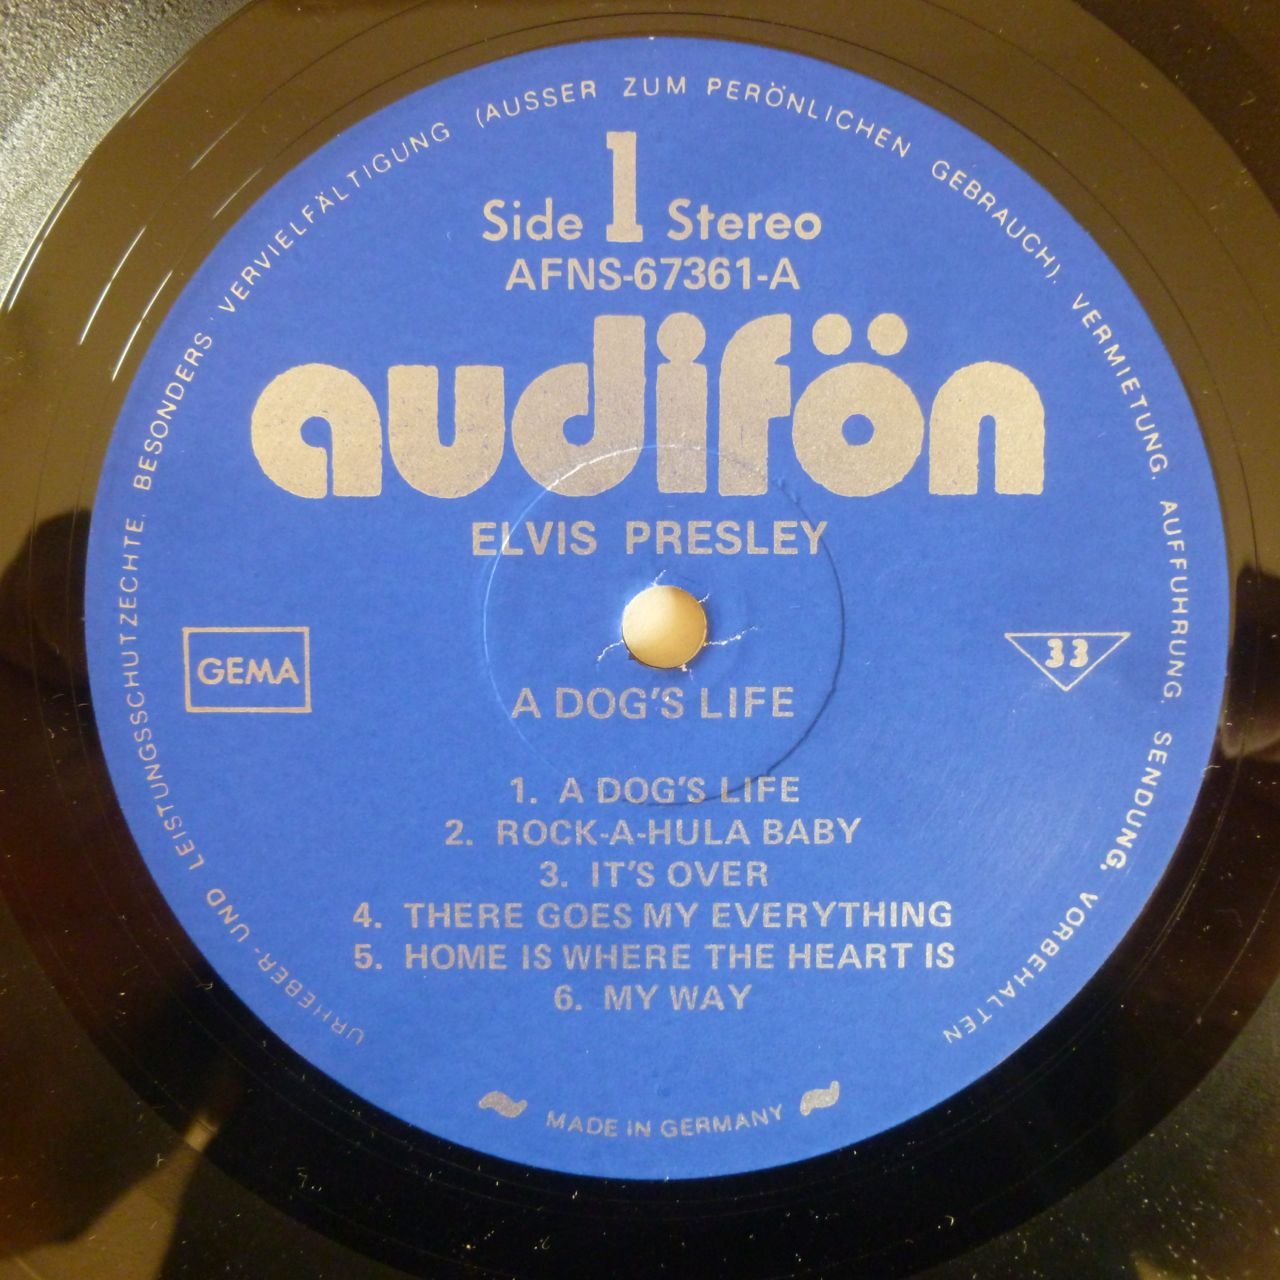 URHEBER- UND LEISTUNGSSCHUTZECHTE, BESONDERS VERVIELFÄLTIGUNG (AUSSER ZUM PERÖNLICHEN GEBRAUCH), VERMIETUNG, AUFFUHRUNG, SENDUNG, VORBEHALTEN
Side 1 Stereo
AFNS-67361-A
audifön
ELVIS PRESLEY
GEMA
33
A DOG'S LIFE
1. A DOG'S LIFE
2. ROCK-A-HULA BABY
3. IT'S OVER
4. THERE GOES MY EVERYTHING
5. HOME IS WHERE THE HEART IS
6. MY WAY
MADE IN GERMANY